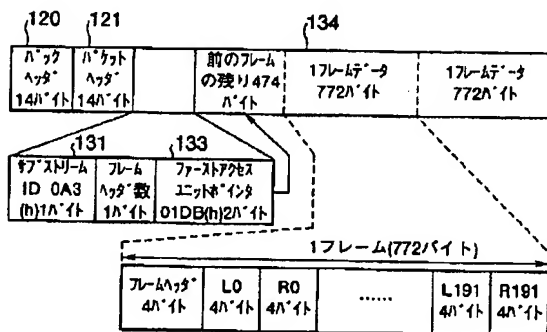 120
121
134
パック
ヘッダ
14バイト
パケット
ヘッダ
14バイト
前のフレーム
の残り474
バイト
1フレームデータ
772バイト
1フレームデータ
772バイト
131
133
サブストリーム
ID 0A3
(h)1バイト
フレーム
ヘッダ数
1バイト
ファーストアクセス
ユニットポインタ
01DB(h)2バイト
1フレーム(772バイト)
フレームヘッダ
4バイト
L0
4バイト
R0
4バイト
……
L191
4バイト
R191
4バイト